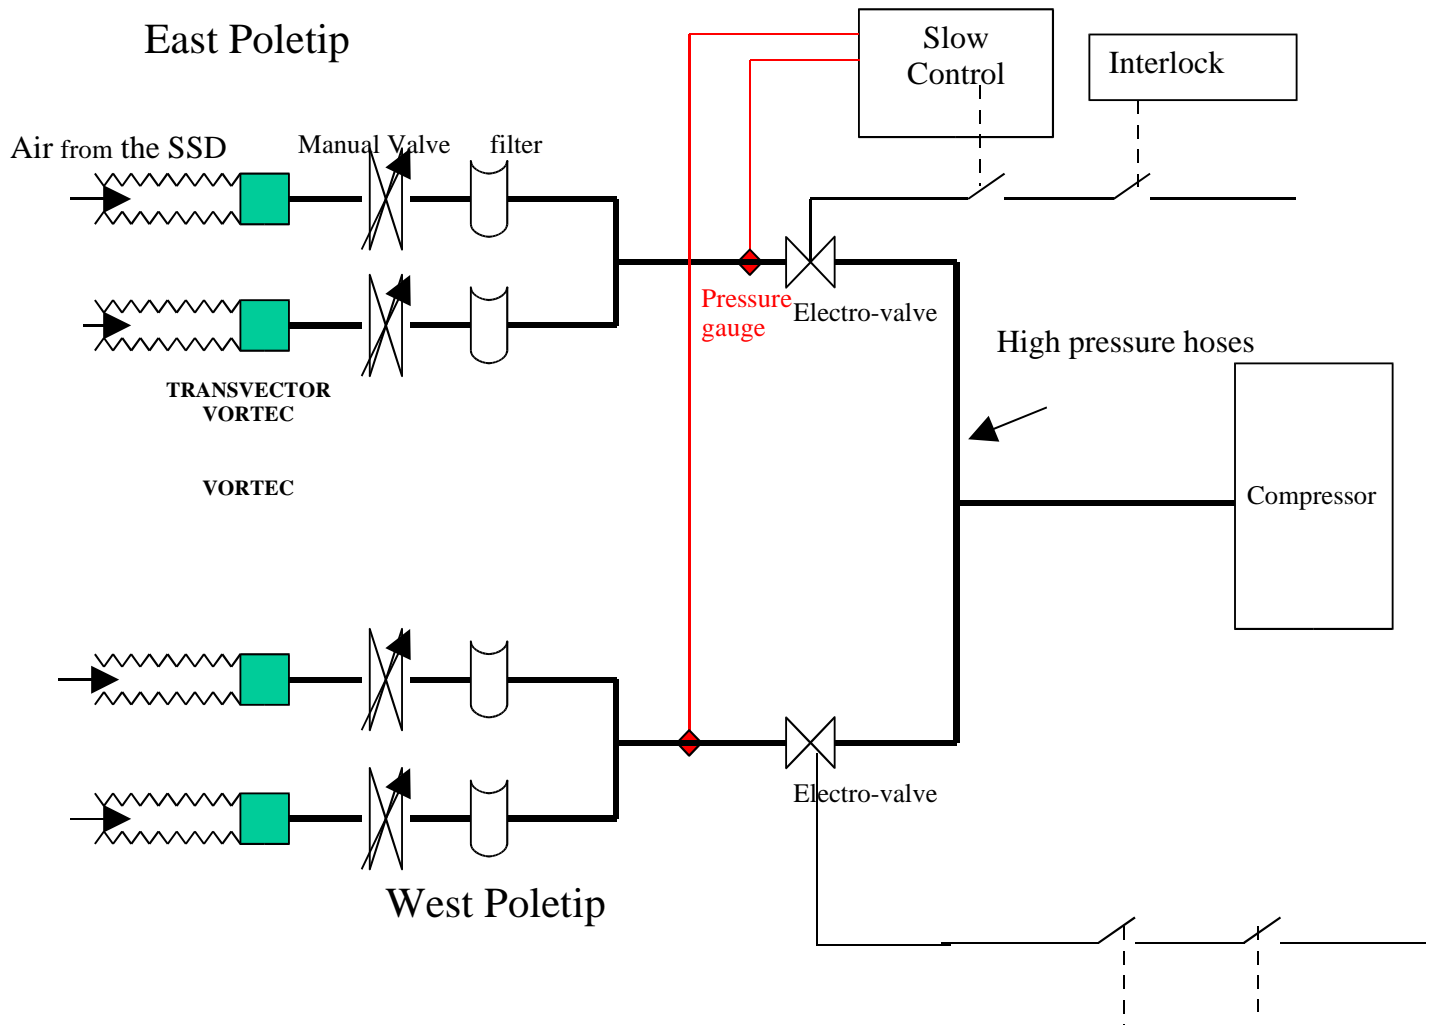 East Poletip
Slow
Control
Interlock
Air from the SSD
Manual Valve
filter
Pressure
gauge
Electro-valve
High pressure hoses
TRANSVECTOR
VORTEC
VORTEC
Compressor
Electro-valve
West Poletip